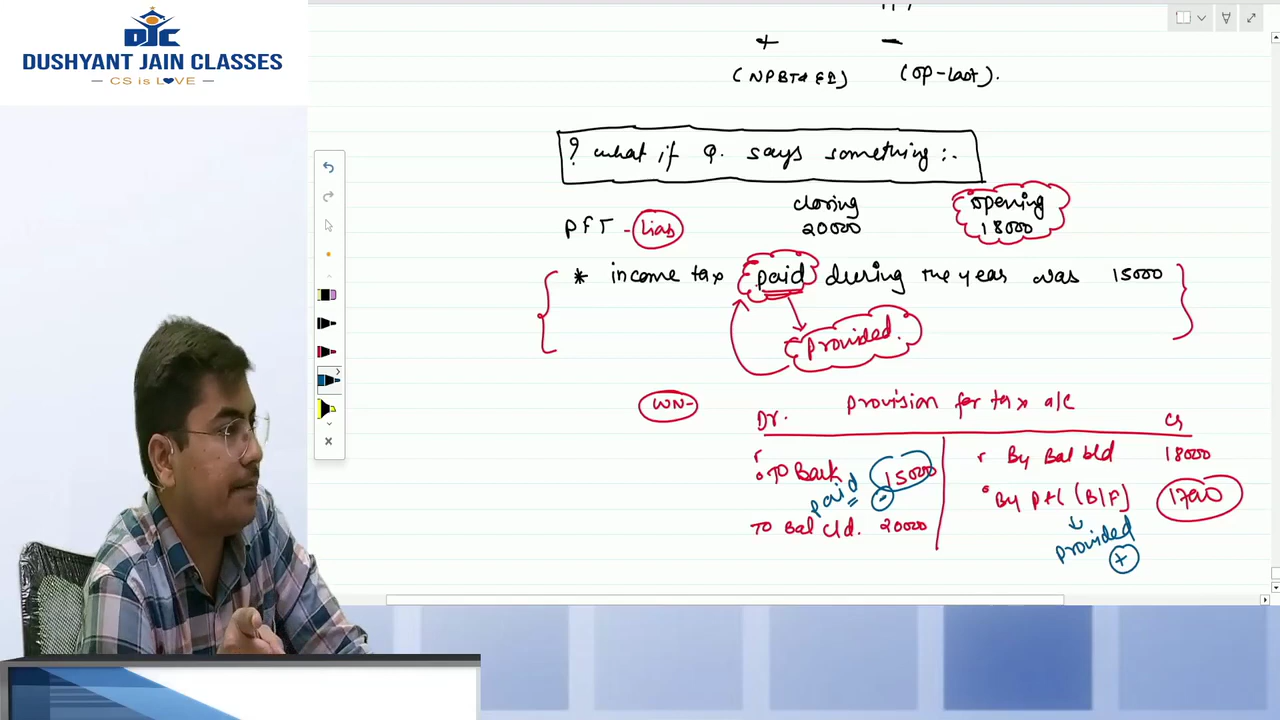 DJC
DUSHYANT JAIN CLASSES
CS is LOVE
+ -
(NPBT& EI) (op-last).
? what if Q. says something :-
closing opening
PFT - Liab 20000 18000
* income tax paid during the year was 15000
provided.
WN- Provision for tax a/c
Dr. Cr
To Bank 15000 By Bal b/d 18000
paid - By P+L (B/F) 17000
To Bal c/d. 20000 provided
+